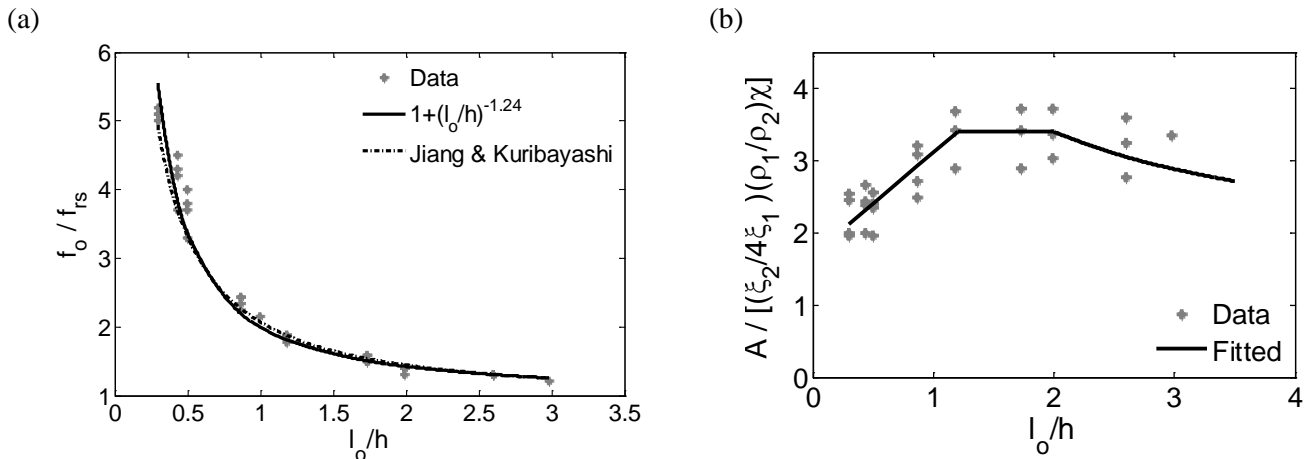 (a)
6
5
4
3
2
1
f_o / f_rs
0 0.5 1 1.5 2 2.5 3 3.5
l_o/h
Data
1+(l_o/h)^-1.24
Jiang & Kuribayashi
(b)
4
3
2
1
0
A / [(ξ_2/4ξ_1 )(ρ_1/ρ_2)χ]
0 1 2 3 4
l_o/h
Data
Fitted